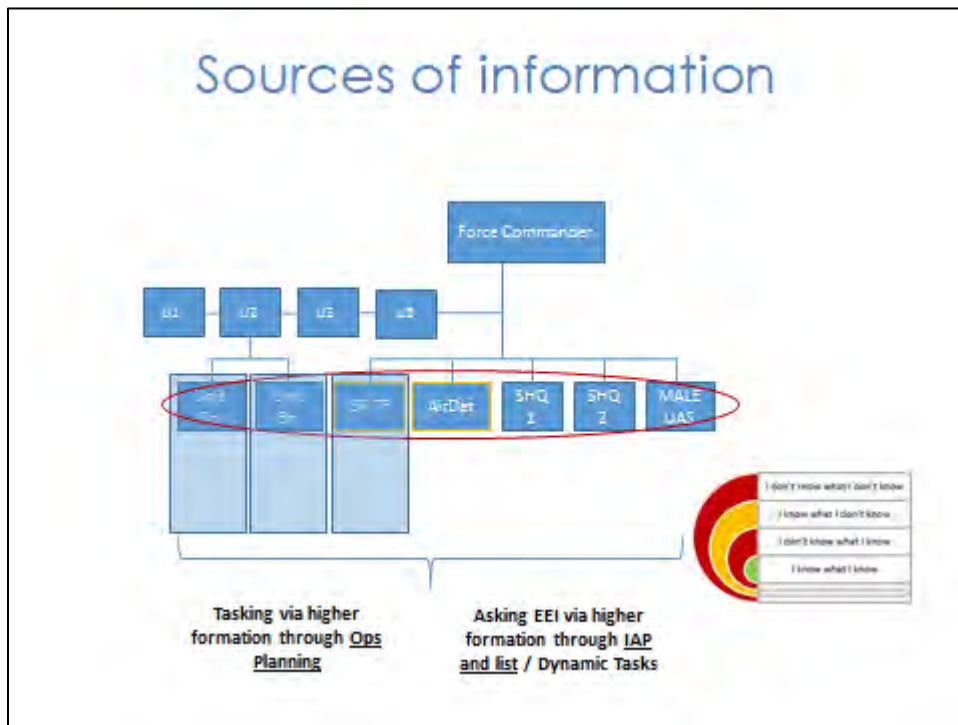 Sources of information
Force Commander
U1
U2
U3
AirDet
SHQ
1
SHQ
2
MALE
UAS
I don't know what I don't know
I know what I don't know
I don't know what I know
I know what I know
Tasking via higher
formation through Ops
Planning
Asking EEI via higher
formation through IAP
and list / Dynamic Tasks